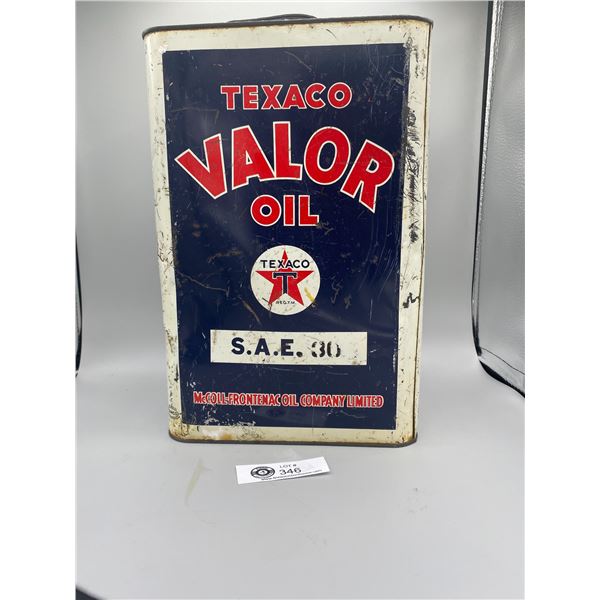 TEXACO
VALOR
OIL
TEXACO
T
REG. T.M.
S.A.E. 30
McCOLL-FRONTENAC OIL COMPANY LIMITED
LOT #
346